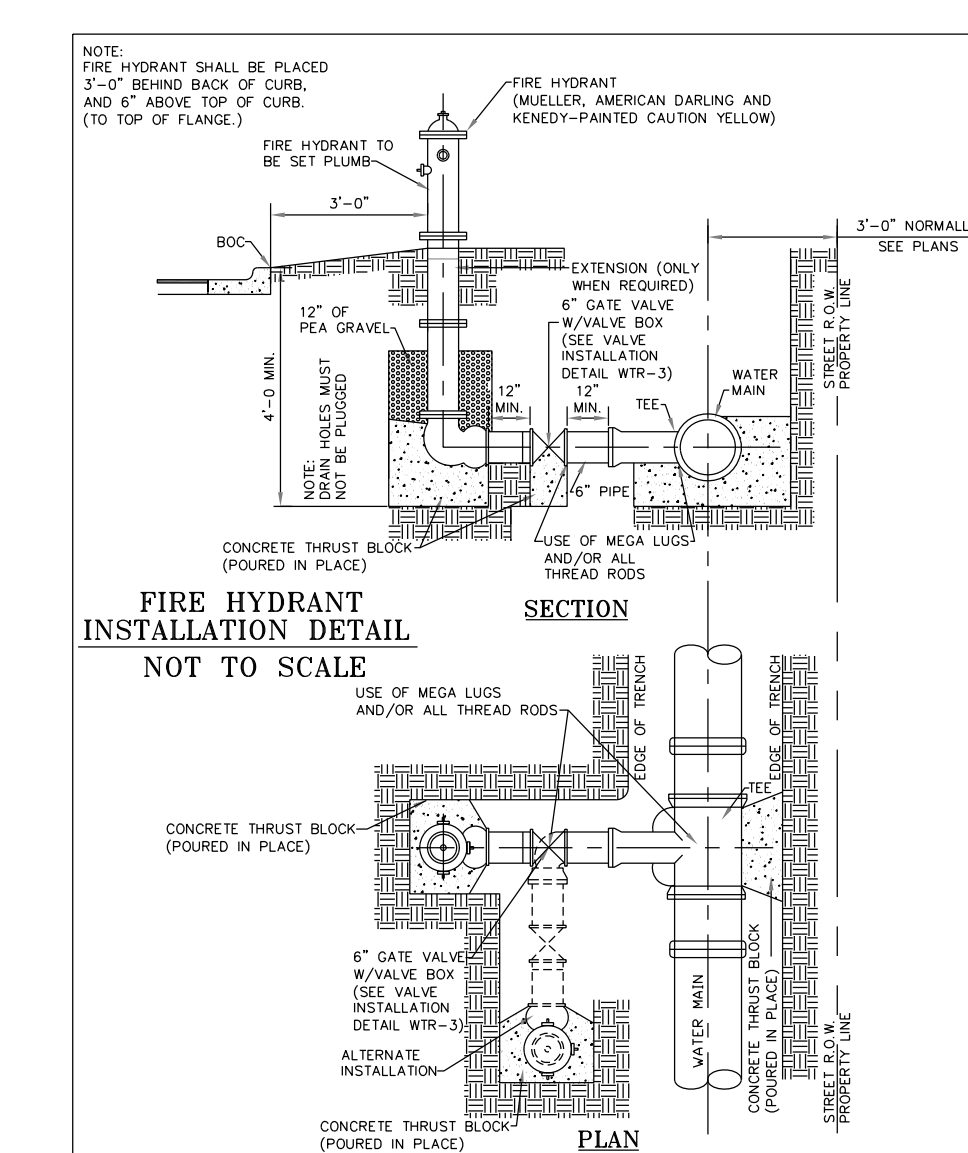 NOTE:
FIRE HYDRANT SHALL BE PLACED
3'-0" BEHIND BACK OF CURB,
AND 6" ABOVE TOP OF CURB.
(TO TOP OF FLANGE.)
FIRE HYDRANT
(MUELLER, AMERICAN DARLING AND
KENEDY-PAINTED CAUTION YELLOW)
FIRE HYDRANT TO
BE SET PLUMB
3'-0"
BOC
3'-0" NORMALL
SEE PLANS
EXTENSION (ONLY
WHEN REQUIRED)
6" GATE VALVE
W/VALVE BOX
(SEE VALVE
INSTALLATION
DETAIL WTR-3)
12" OF
PEA GRAVEL
4'-0 MIN.
NOTE:
DRAIN HOLES MUST
NOT BE PLUGGED
12"
MIN.
12"
MIN.
TEE
WATER
MAIN
STREET R.O.W.
PROPERTY LINE
6" PIPE
CONCRETE THRUST BLOCK
(POURED IN PLACE)
USE OF MEGA LUGS
AND/OR ALL
THREAD RODS
FIRE HYDRANT
INSTALLATION DETAIL
NOT TO SCALE
SECTION
USE OF MEGA LUGS
AND/OR ALL THREAD RODS
EDGE OF TRENCH
EDGE OF TRENCH
TEE
CONCRETE THRUST BLOCK
(POURED IN PLACE)
6" GATE VALVE
W/VALVE BOX
(SEE VALVE
INSTALLATION
DETAIL WTR-3)
ALTERNATE
INSTALLATION
WATER MAIN
CONCRETE THRUST BLOCK
(POURED IN PLACE)
STREET R.O.W.
PROPERTY LINE
CONCRETE THRUST BLOCK
(POURED IN PLACE)
PLAN